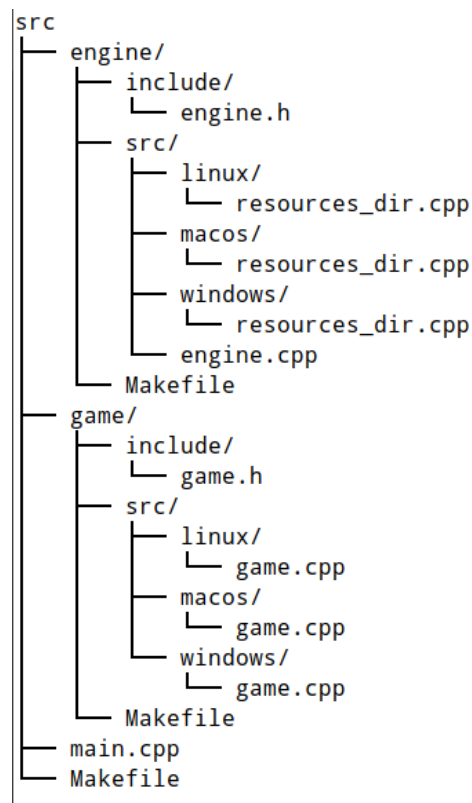 src
engine/
include/
engine.h
src/
linux/
resources_dir.cpp
macos/
resources_dir.cpp
windows/
resources_dir.cpp
engine.cpp
Makefile
game/
include/
game.h
src/
linux/
game.cpp
macos/
game.cpp
windows/
game.cpp
Makefile
main.cpp
Makefile